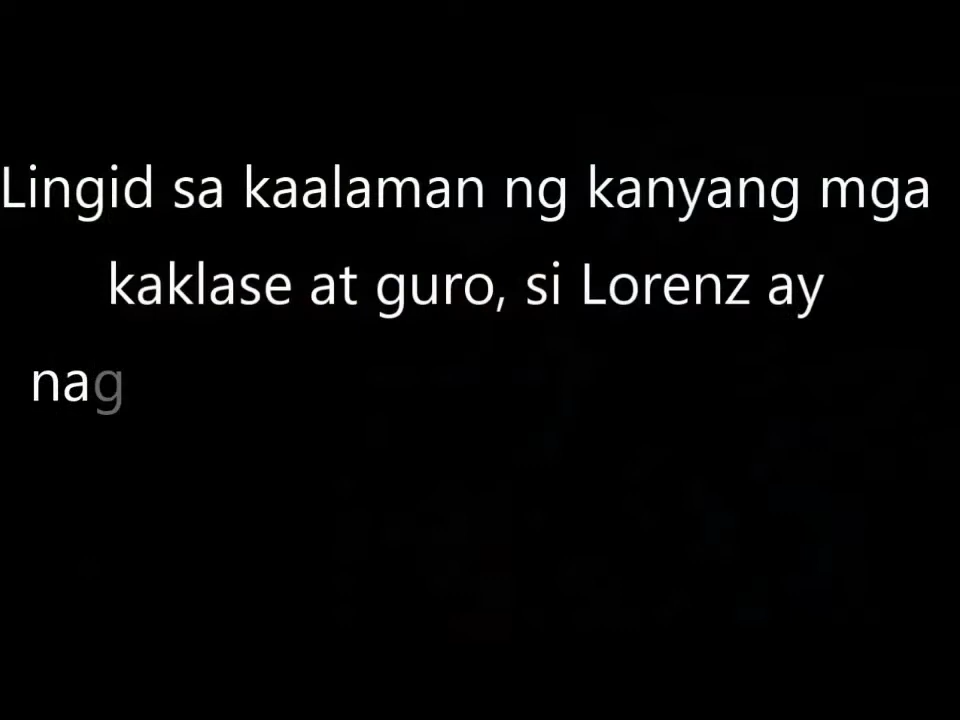 Lingid sa kaalaman ng kanyang mga
kaklase at guro, si Lorenz ay
nag